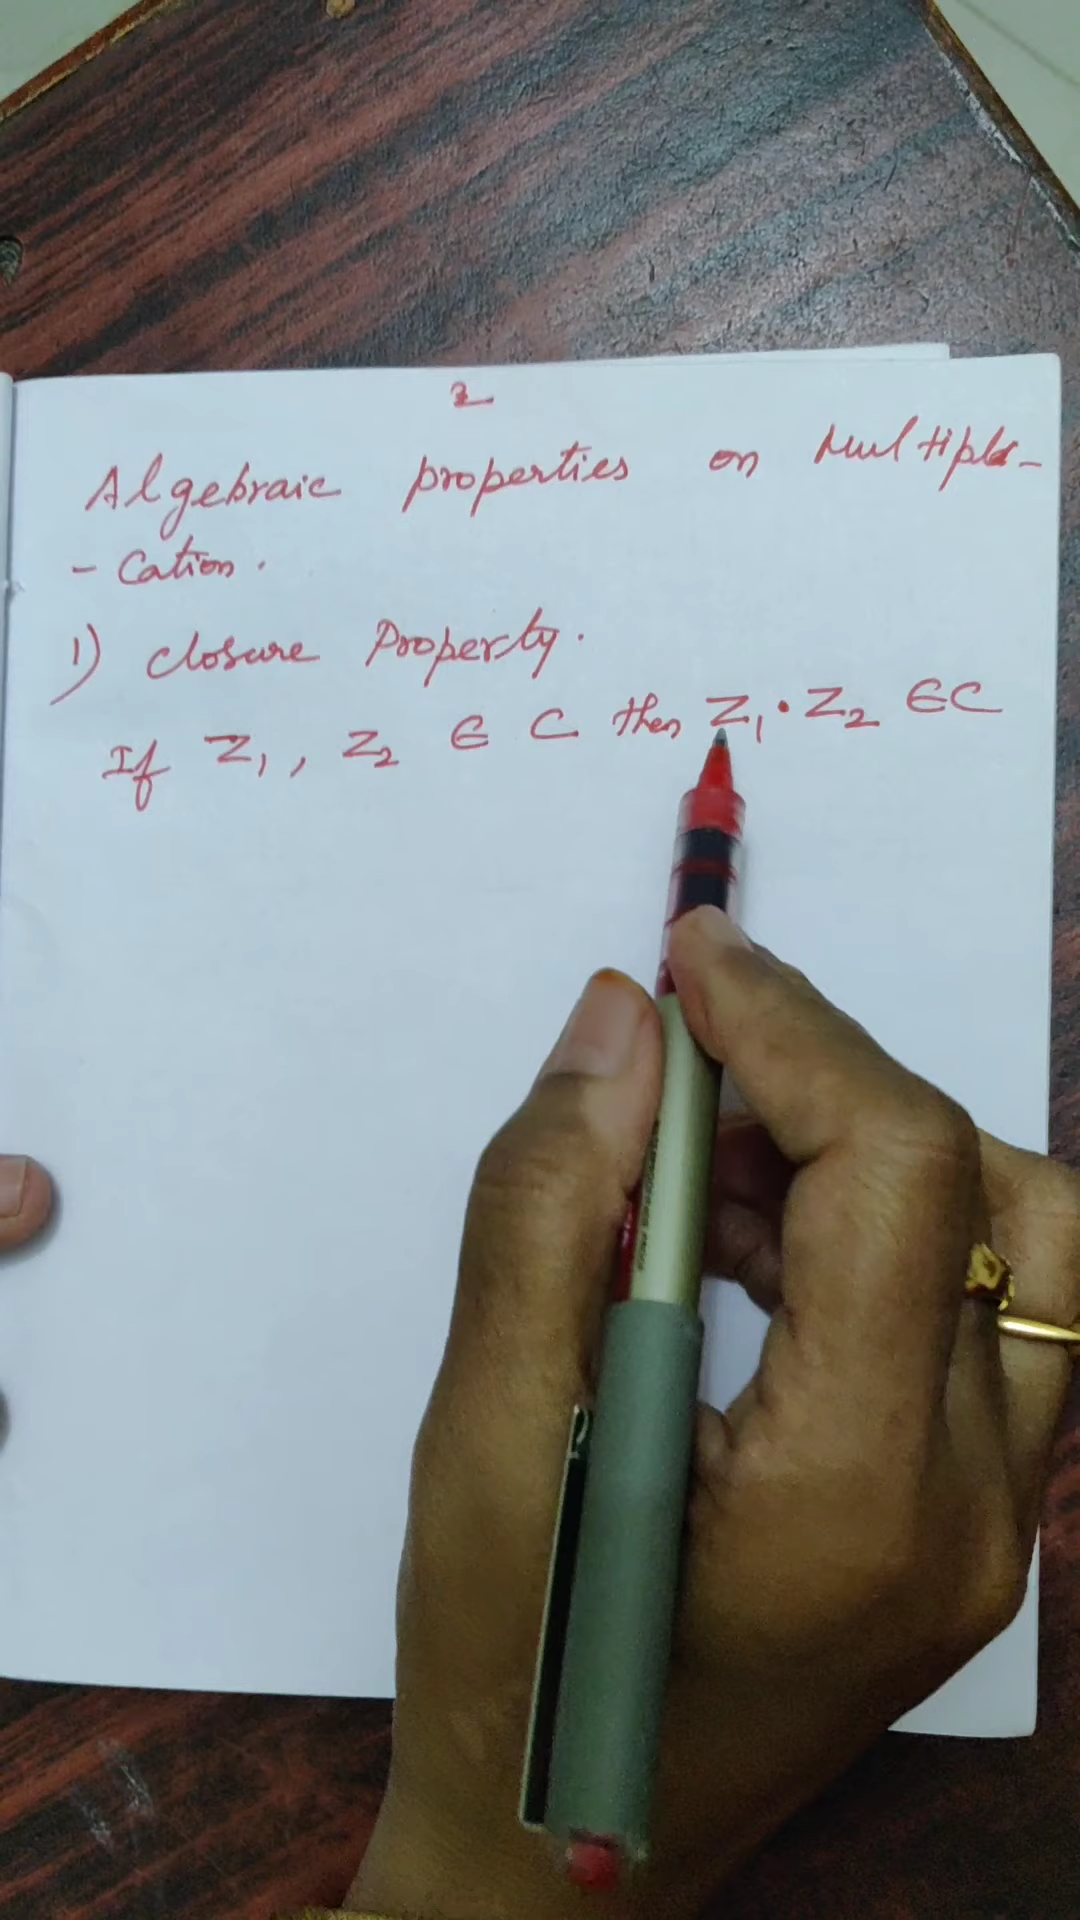 2
Algebraic properties on Multipli-
- Cation.
1) Closure Property.
If Z₁, Z₂ ∈ C then Z₁ · Z₂ ∈ C